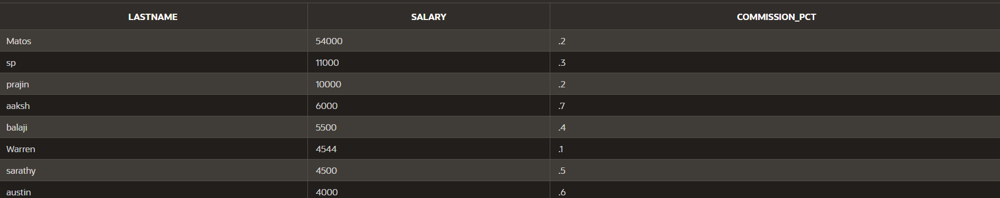 LASTNAME SALARY COMMISSION_PCT
Matos 54000 .2
sp 11000 .3
prajin 10000 .2
aaksh 6000 .7
balaji 5500 .4
Warren 4544 .1
sarathy 4500 .5
austin 4000 .6